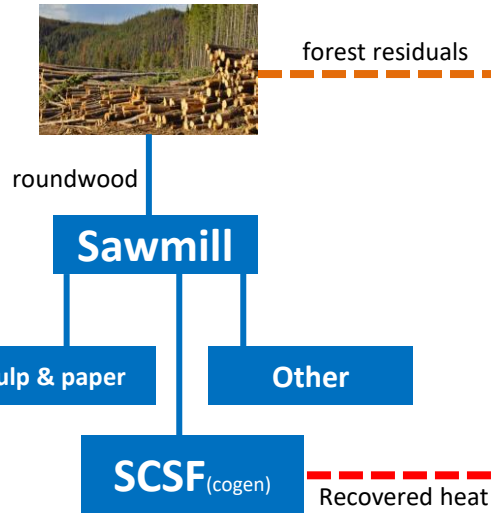 forest residuals
roundwood
Sawmill
ulp & paper
Other
SCSF(cogen)
Recovered heat